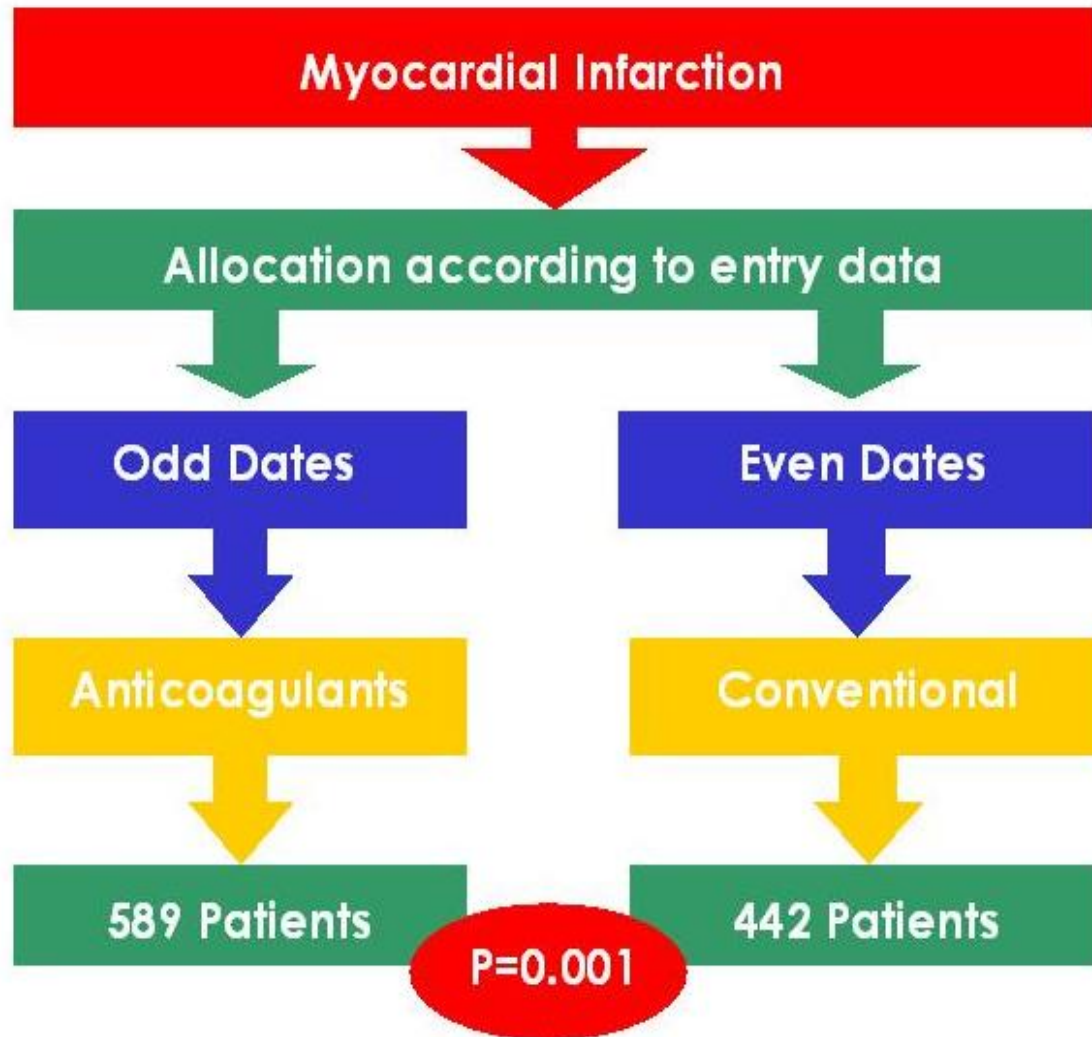 Myocardial Infarction
Allocation according to entry data
Odd Dates
Even Dates
Anticoagulants
Conventional
589 Patients
442 Patients
P=0.001